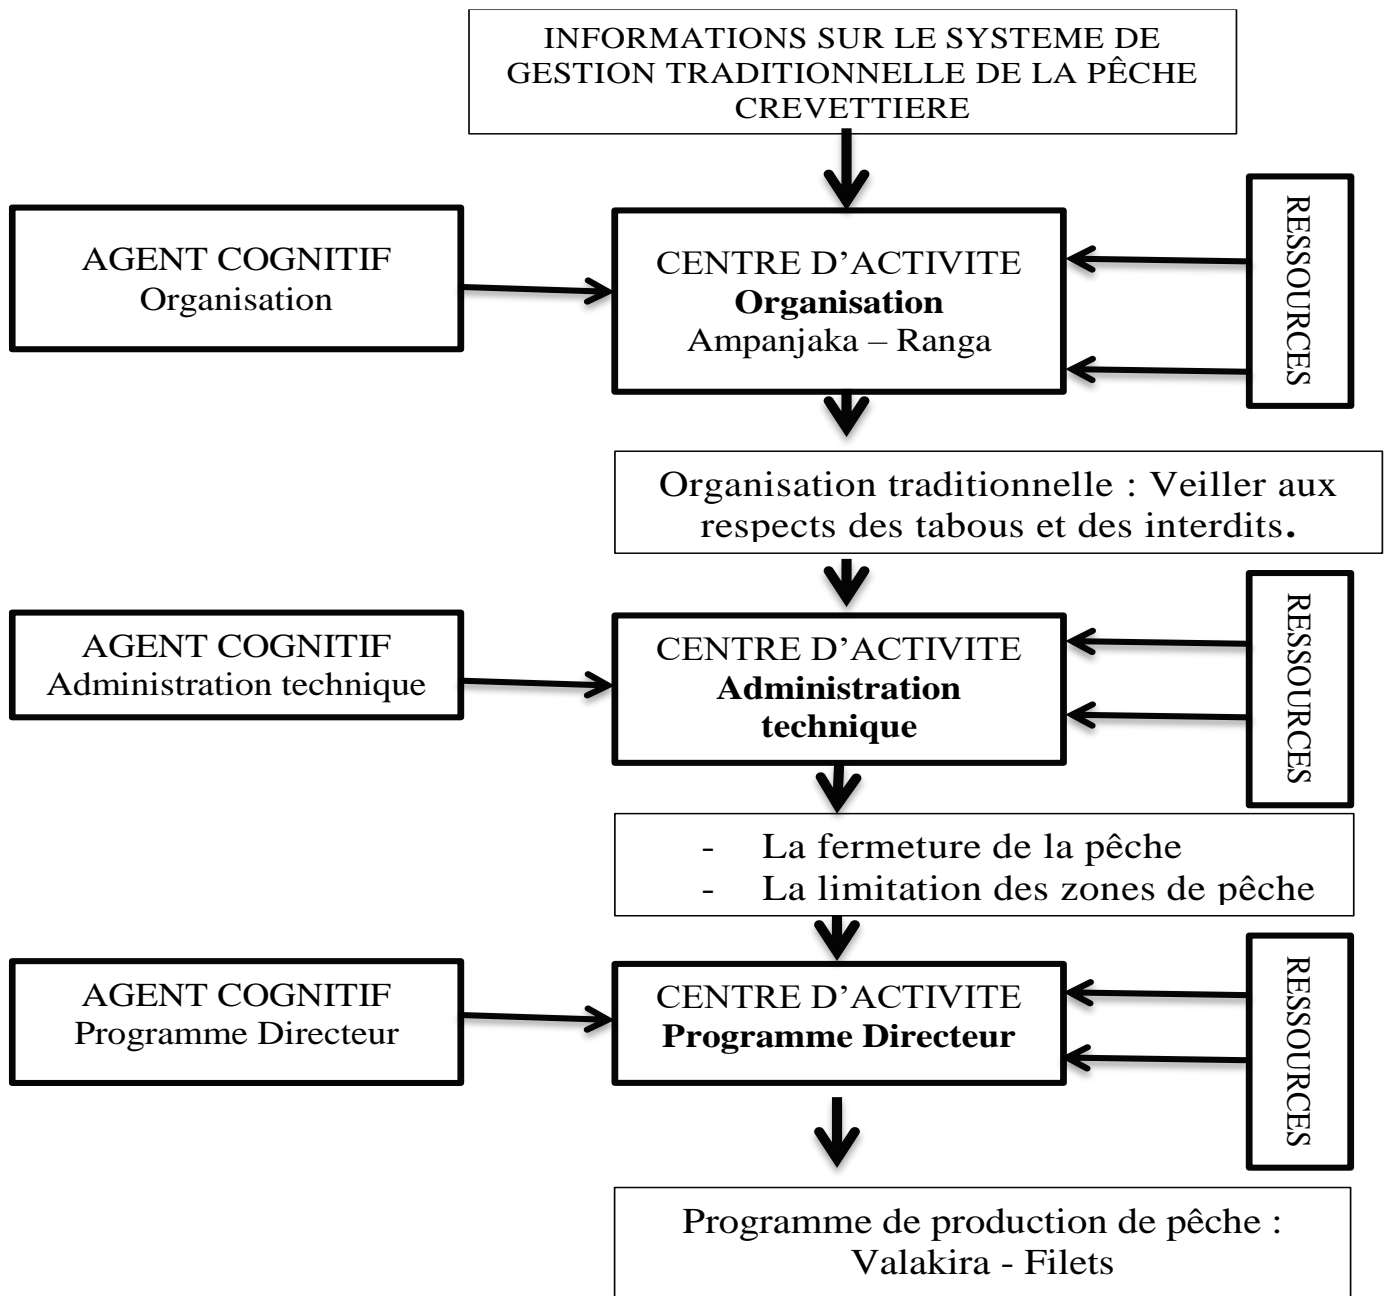 INFORMATIONS SUR LE SYSTEME DE
GESTION TRADITIONNELLE DE LA PÊCHE
CREVETTIERE
AGENT COGNITIF
Organisation
CENTRE D’ACTIVITE
Organisation
Ampanjaka – Ranga
RESSOURCES
Organisation traditionnelle : Veiller aux
respects des tabous et des interdits.
AGENT COGNITIF
Administration technique
CENTRE D’ACTIVITE
Administration
technique
RESSOURCES
- La fermeture de la pêche
- La limitation des zones de pêche
AGENT COGNITIF
Programme Directeur
CENTRE D’ACTIVITE
Programme Directeur
RESSOURCES
Programme de production de pêche :
Valakira - Filets